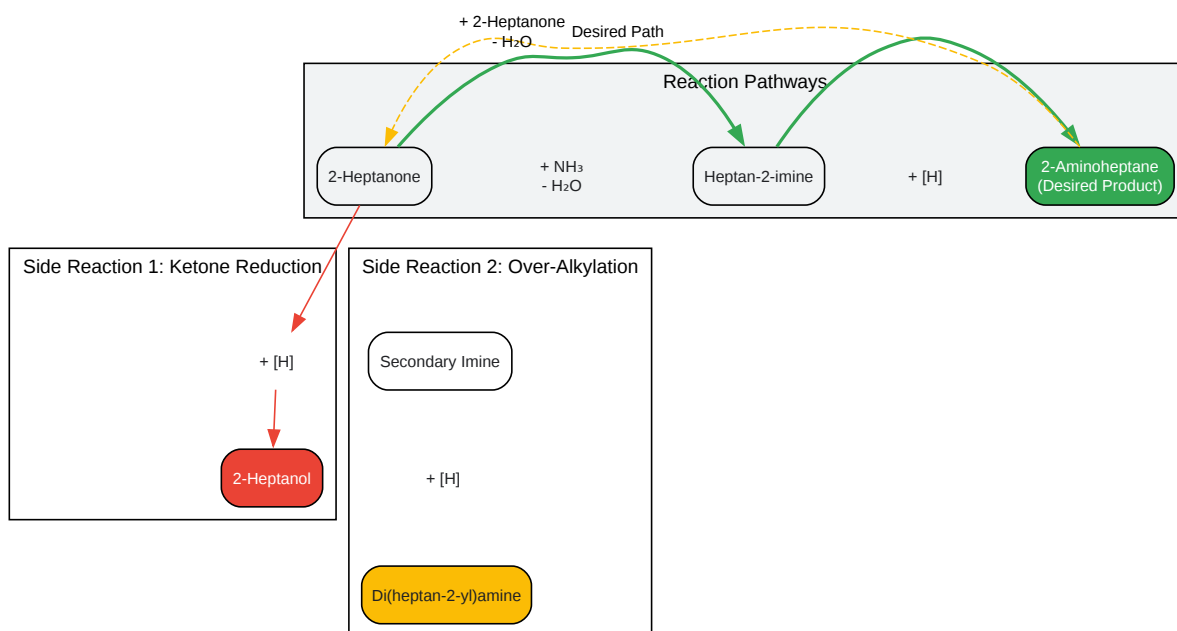 + 2-Heptanone
- H₂O
Desired Path
Reaction Pathways
2-Heptanone
+ NH₃
- H₂O
Heptan-2-imine
+ [H]
2-Aminoheptane
(Desired Product)
Side Reaction 1: Ketone Reduction
+ [H]
2-Heptanol
Side Reaction 2: Over-Alkylation
Secondary Imine
+ [H]
Di(heptan-2-yl)amine